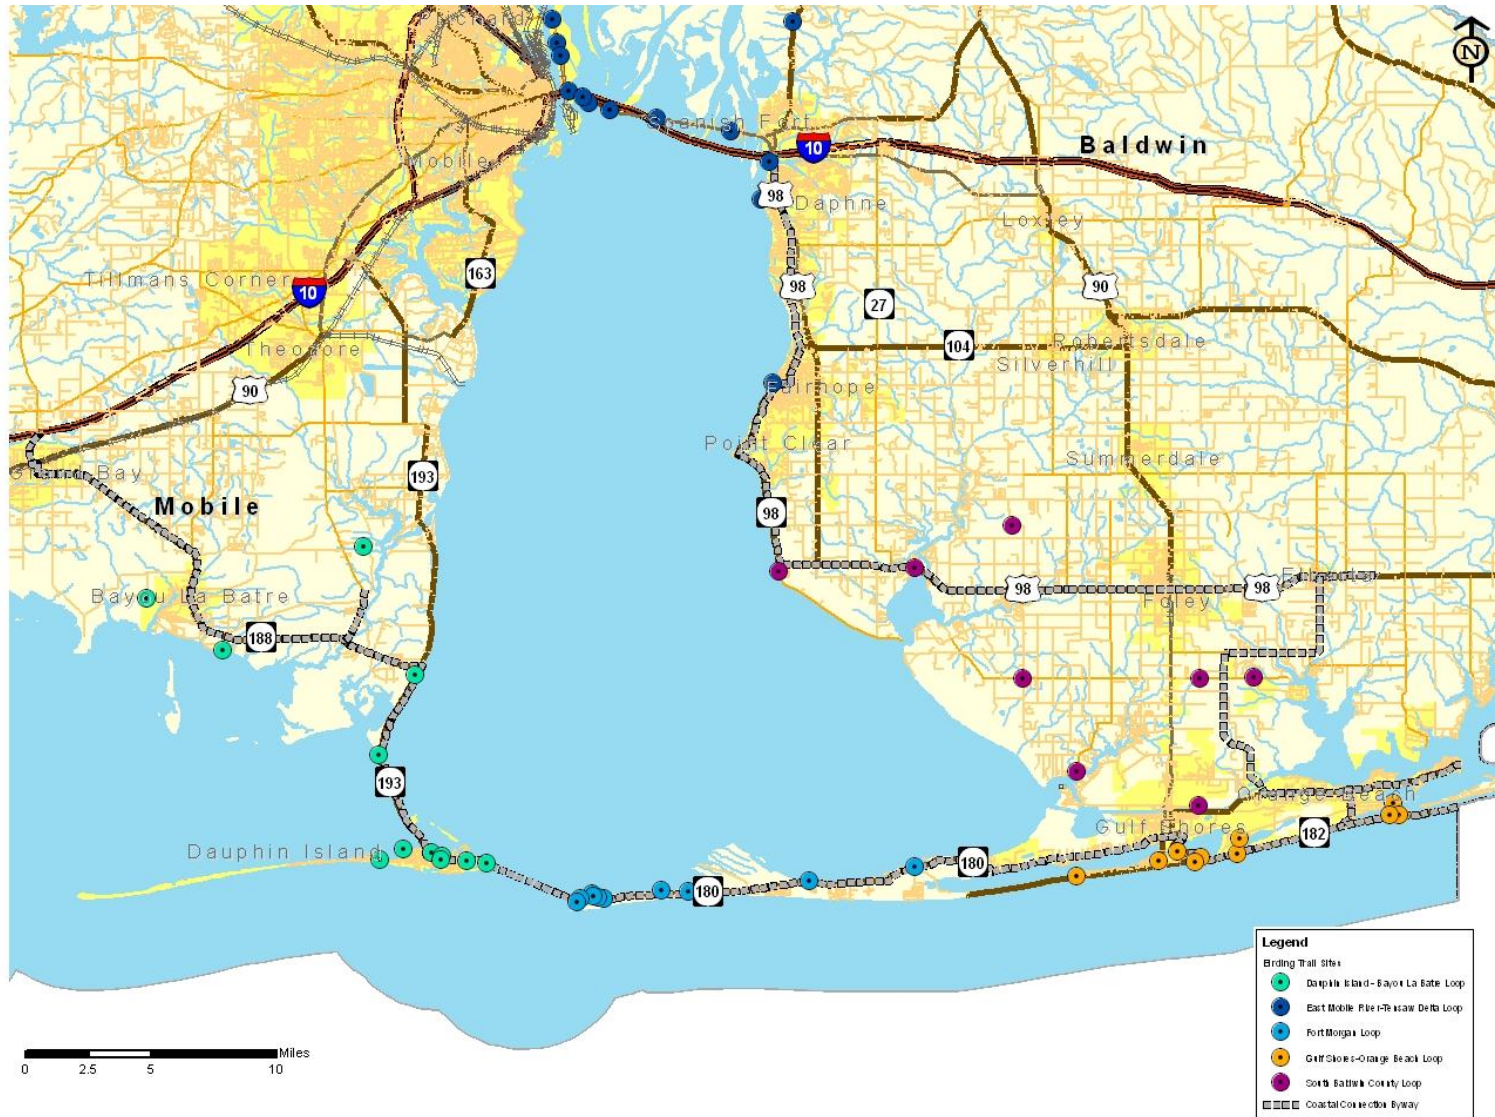 Prichard
N
Spanish Fort
Baldwin
10
Mobile
98
Daphne
Loxley
Tillmans Corner
163
10
98
90
27
Theodore
104
Robertsdale
Silverhill
90
Fairhope
Point Clear
Summerdale
Bay
193
Mobile
98
Bayou La Batre
98
98
Elberta
Foley
188
193
Orange Beach
Gulf Shores
182
Dauphin Island
180
180
Legend
Birding Trail Sites
Dauphin Island - Bayou La Batre Loop
East Mobile River-Tensaw Delta Loop
Fort Morgan Loop
Gulf Shores-Orange Beach Loop
South Baldwin County Loop
Coastal Connection Byway
Miles
0 2.5 5 10